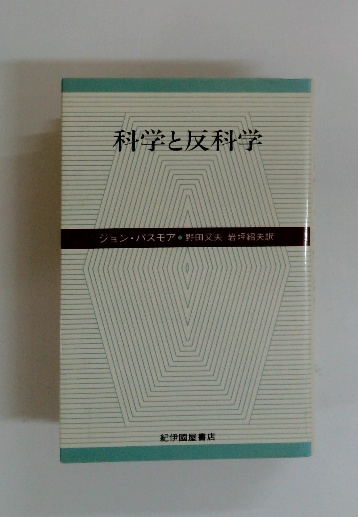 科学と反科学
ジョン・パスモア・野田又夫 岩坪紹夫訳
紀伊國屋書店